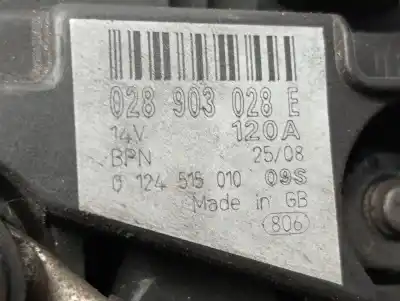 028 903 028 E
14V 120A
BPN 25/08
0 124 515 010 09S
Made in GB
806